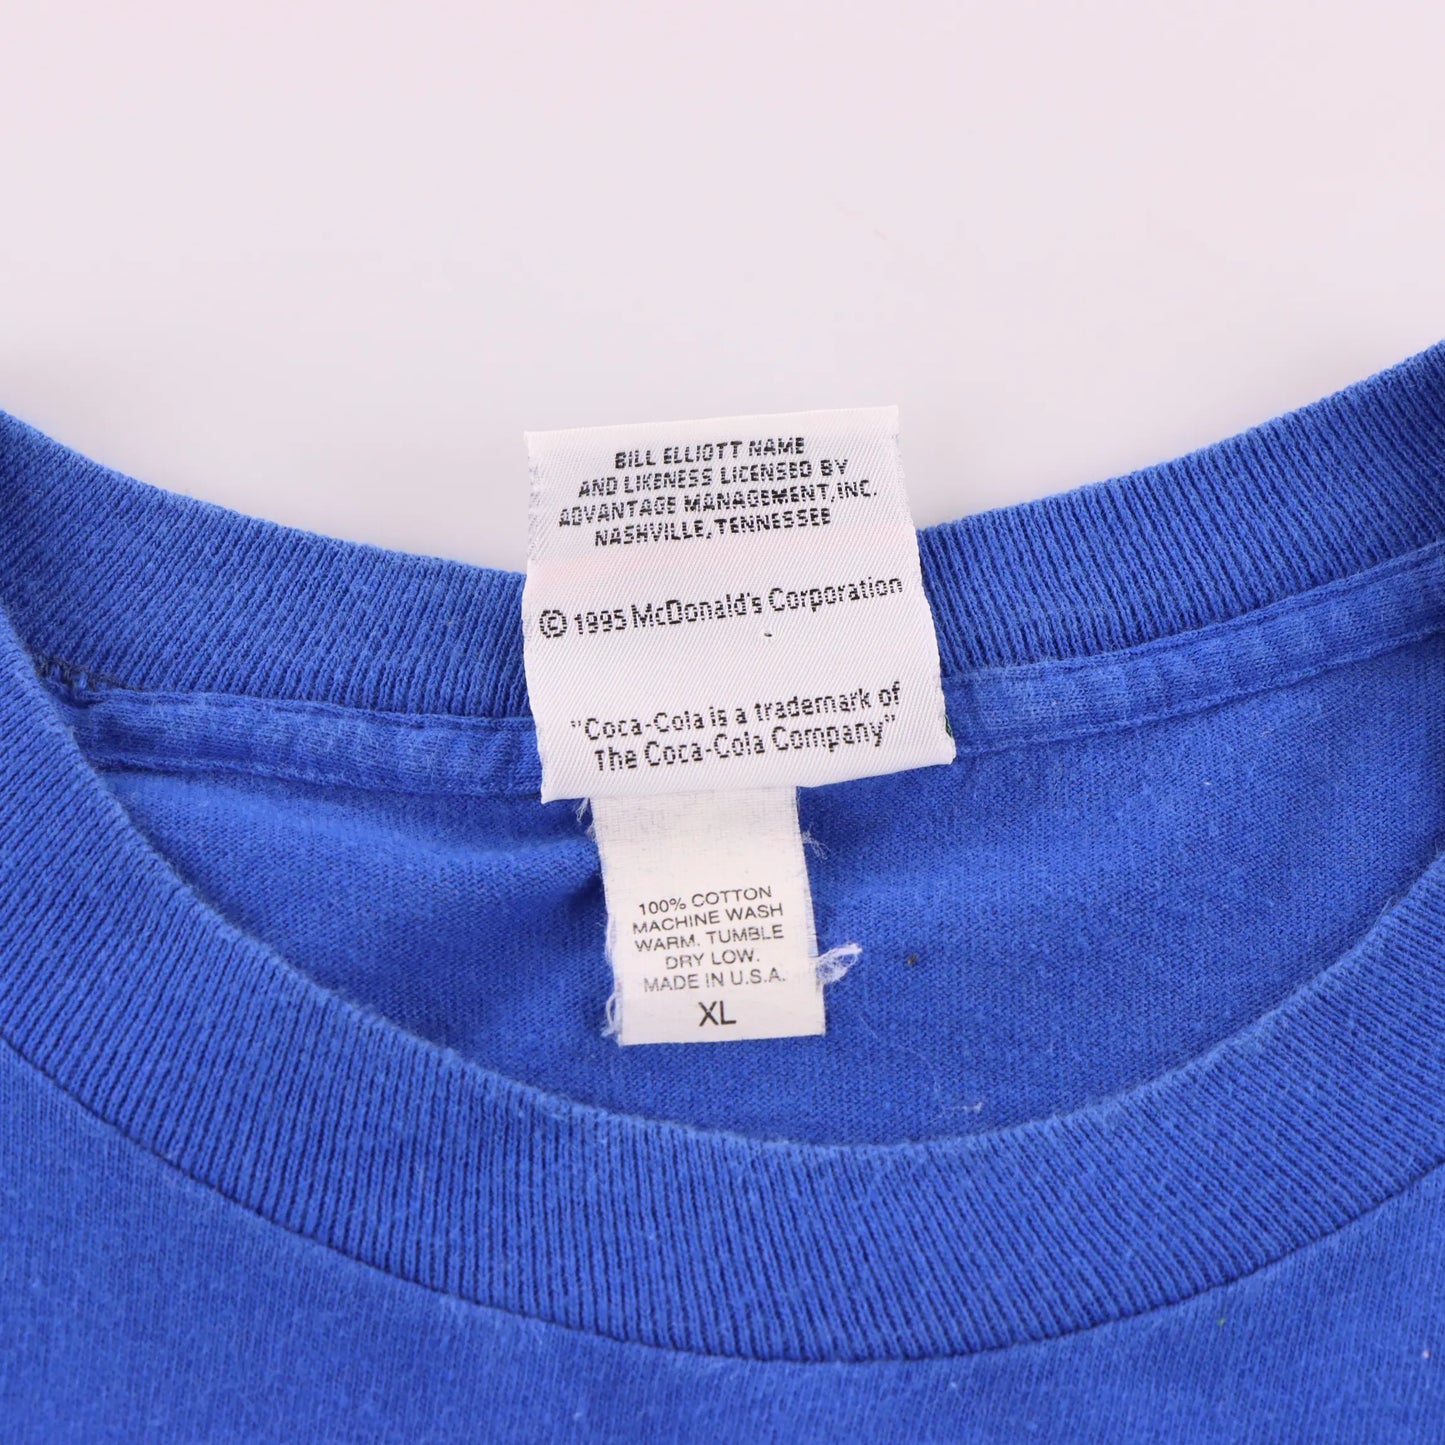 BILL ELLIOTT NAME
AND LIKENESS LICENSED BY
ADVANTAGE MANAGEMENT, INC.
NASHVILLE, TENNESSEE
© 1995 McDonald's Corporation
"Coca-Cola is a trademark of
The Coca-Cola Company"
100% COTTON
MACHINE WASH
WARM. TUMBLE
DRY LOW.
MADE IN U.S.A.
XL